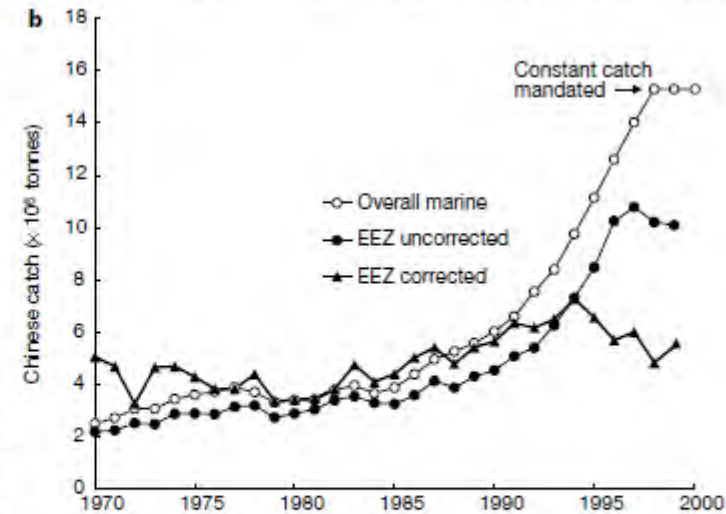 b
18
16
14
12
10
8
6
4
2
0
Chinese catch (× 10⁶ tonnes)
Constant catch
mandated
Overall marine
EEZ uncorrected
EEZ corrected
1970 1975 1980 1985 1990 1995 2000